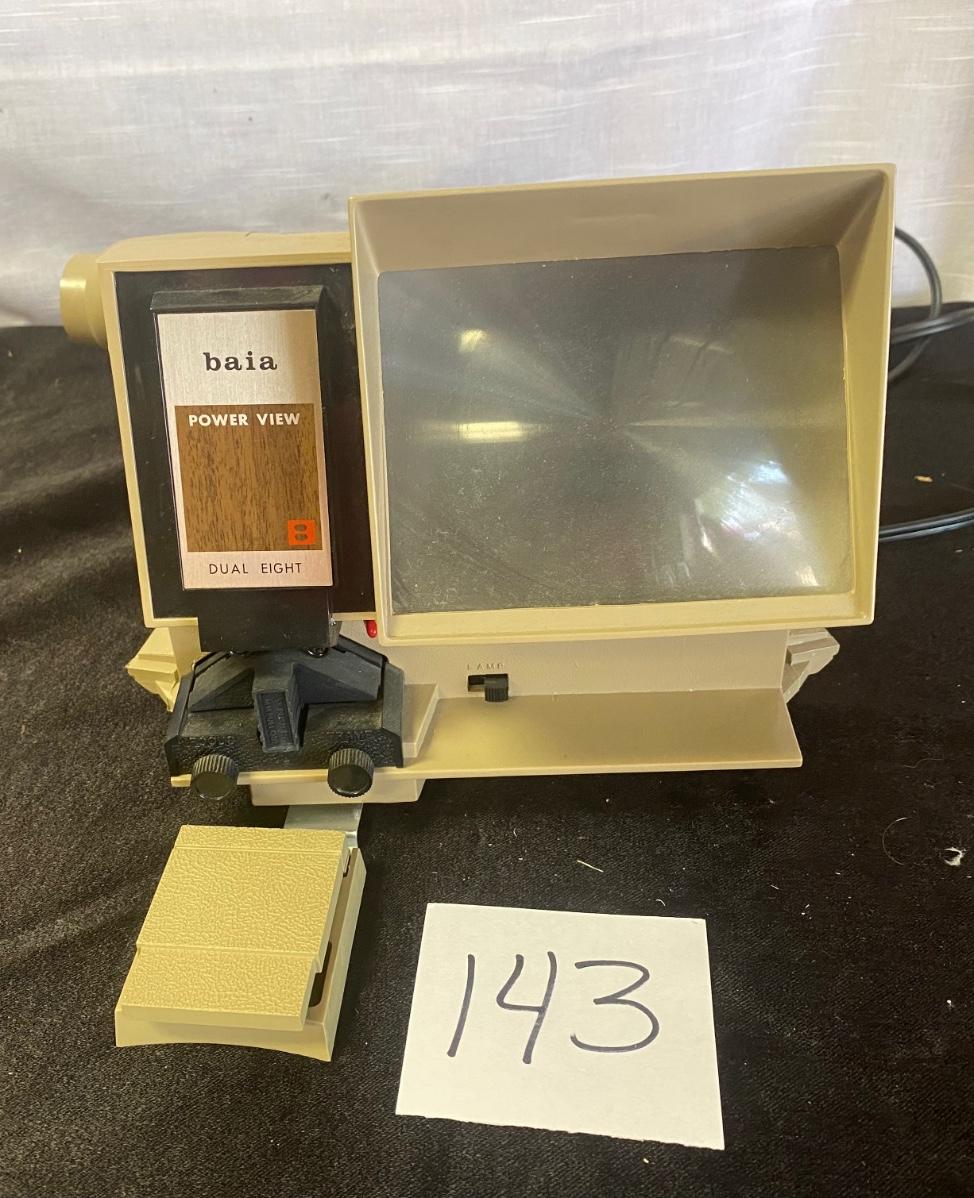 baia
POWER VIEW
8
DUAL EIGHT
LAMP
143